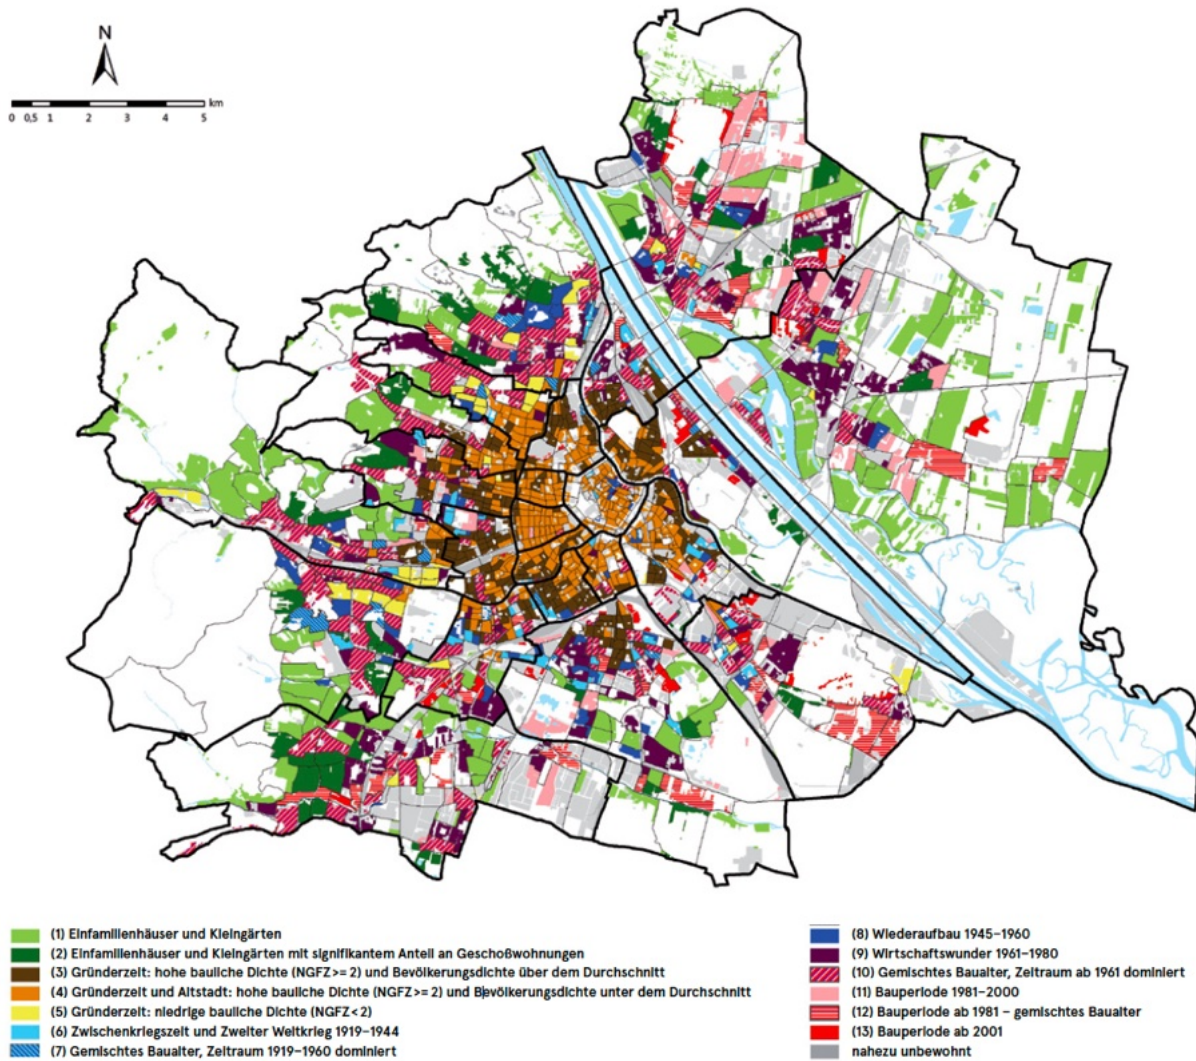 N
km
0 0,5 1 2 3 4 5
(1) Einfamilienhäuser und Kleingärten
(2) Einfamilienhäuser und Kleingärten mit signifikantem Anteil an Geschoßwohnungen
(3) Gründerzeit: hohe bauliche Dichte (NGFZ>= 2) und Bevölkerungsdichte über dem Durchschnitt
(4) Gründerzeit und Altstadt: hohe bauliche Dichte (NGFZ>= 2) und Bevölkerungsdichte unter dem Durchschnitt
(5) Gründerzeit: niedrige bauliche Dichte (NGFZ< 2)
(6) Zwischenkriegszeit und Zweiter Weltkrieg 1919–1944
(7) Gemischtes Baualter, Zeitraum 1919–1960 dominiert
(8) Wiederaufbau 1945–1960
(9) Wirtschaftswunder 1961–1980
(10) Gemischtes Baualter, Zeitraum ab 1961 dominiert
(11) Bauperiode 1981–2000
(12) Bauperiode ab 1981 – gemischtes Baualter
(13) Bauperiode ab 2001
nahezu unbewohnt